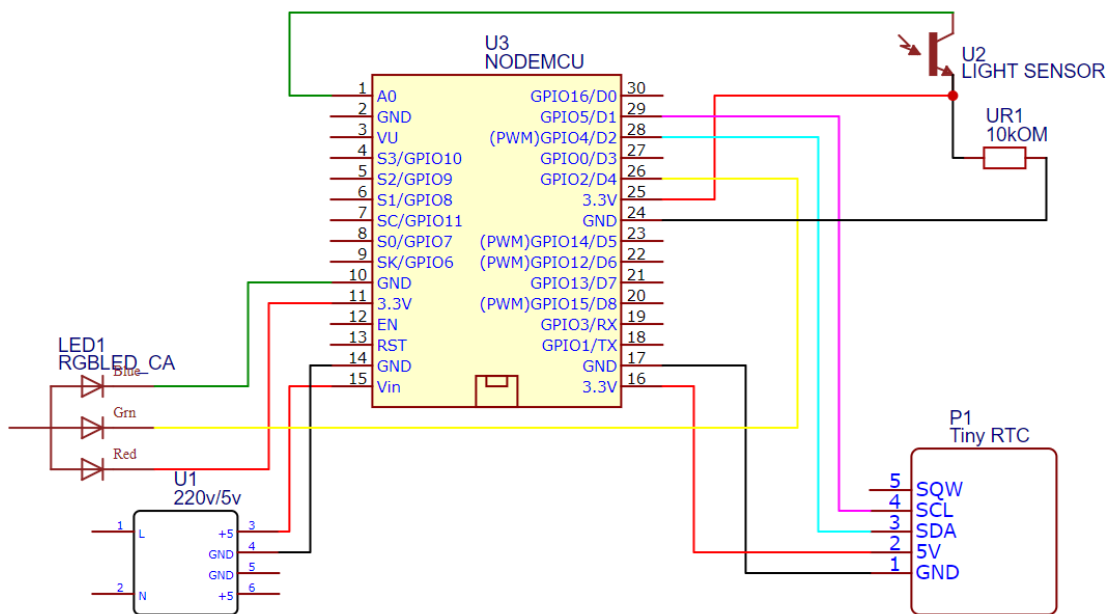 U3
NODEMCU
1 A0
2 GND
3 VU
4 S3/GPIO10
5 S2/GPIO9
6 S1/GPIO8
7 SC/GPIO11
8 S0/GPIO7
9 SK/GPIO6
10 GND
11 3.3V
12 EN
13 RST
14 GND
15 Vin
GPIO16/D0 30
GPIO5/D1 29
(PWM)GPIO4/D2 28
GPIO0/D3 27
GPIO2/D4 26
3.3V 25
GND 24
(PWM)GPIO14/D5 23
(PWM)GPIO12/D6 22
GPIO13/D7 21
(PWM)GPIO15/D8 20
GPIO3/RX 19
GPIO1/TX 18
GND 17
3.3V 16
U2
LIGHT SENSOR
UR1
10kOM
LED1
RGBLED_CA
Blue
Grn
Red
U1
220v/5v
1 L
2 N
+5 3
GND 4
GND 5
+5 6
P1
Tiny RTC
5 SQW
4 SCL
3 SDA
2 5V
1 GND